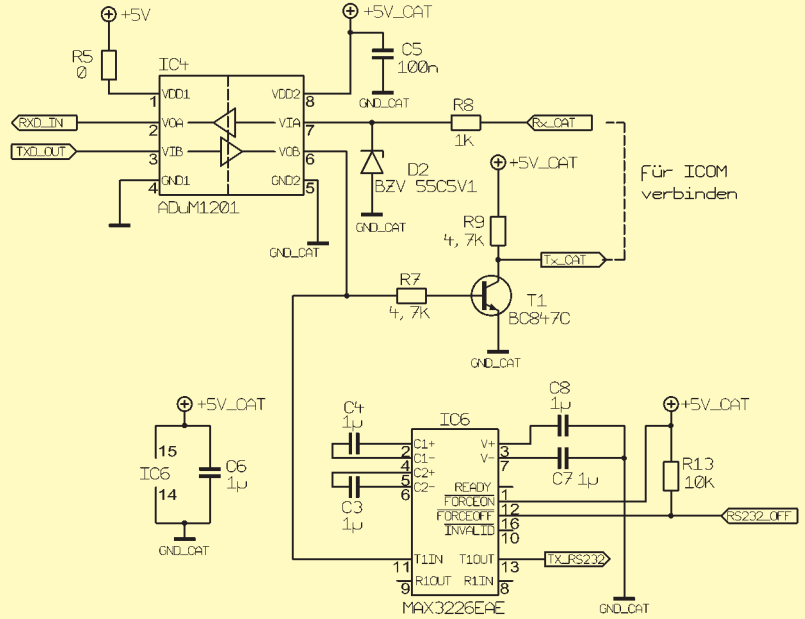 +5V
+5V_CAT
R5
0
IC4
C5
100n
GND_CAT
VDD1
VDD2
1
8
RXD_IN
VOA
VIA
2
7
R8
1K
Rx_CAT
TXD_OUT
VIB
VOB
3
6
GND1
GND2
4
5
ADuM1201
GND_CAT
D2
BZV 55C5V1
GND_CAT
+5V_CAT
Für ICOM
verbinden
R9
4,7K
Tx_CAT
R7
4,7K
T1
BC847C
GND_CAT
+5V_CAT
15
IC6
14
C6
1µ
GND_CAT
C4
1µ
C3
1µ
IC6
C1+
2
C1-
4
C2+
5
C2-
6
V+
3
V-
7
READY
1
FORCEON
12
FORCEOFF
16
INVALID
10
T1IN
11
T1OUT
13
R1OUT
9
R1IN
8
MAX3226EAE
C8
1µ
C7 1µ
+5V_CAT
R13
10K
RS232_OFF
TX_RS232
GND_CAT